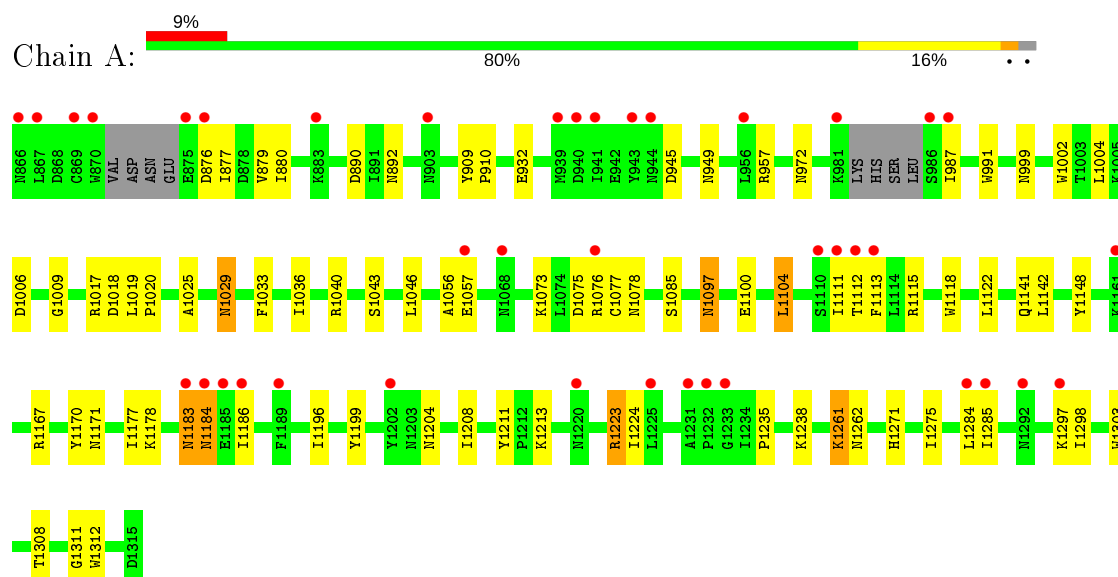 9%
Chain A:
80% 16% • •
N866 L867 D868 C869 W870 VAL ASP ASN GLU E875 D876 I877 D878 V879 I880 K883 D890 I891 N892 N903 Y909 P910 E932 M939 D940 I941 E942 Y943 N944 D945 N949 L956 R957 N972 K981 LYS HIS SER LEU S986 I987 W991 N999 W1002 T1003 L1004 K1005
D1006 G1009 R1017 D1018 L1019 P1020 A1025 N1029 F1033 I1036 R1040 S1043 L1046 A1056 E1057 N1068 K1073 L1074 D1075 R1076 C1077 N1078 S1085 N1097 E1100 L1104 S1110 I1111 T1112 F1113 L1114 R1115 W1118 L1122 Q1141 L1142 Y1148 K1161
R1167 Y1170 N1171 I1177 K1178 N1183 N1184 E1185 I1186 F1189 I1196 Y1199 Y1202 N1203 N1204 I1208 Y1211 P1212 K1213 N1220 R1223 I1224 L1225 A1231 P1232 G1233 I1234 P1235 K1238 K1261 N1262 H1271 I1275 L1284 I1285 N1292 K1297 I1298 W1303
T1308 G1311 W1312 D1315